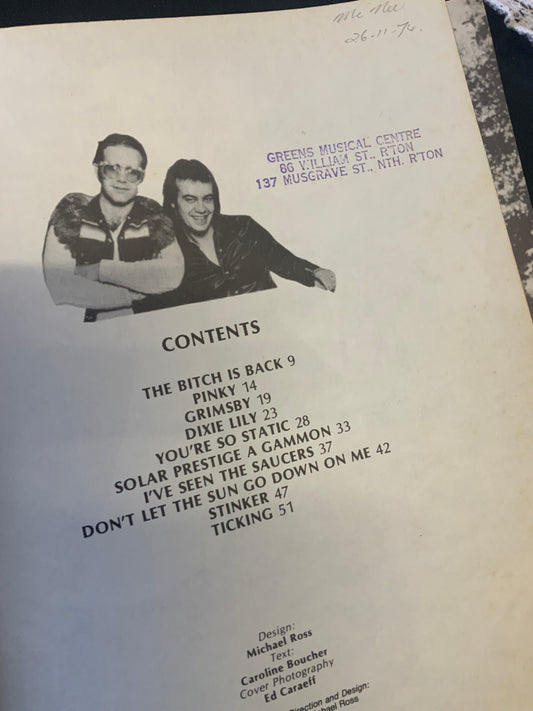 26-11-74.
GREENS MUSICAL CENTRE
86 WILLIAM ST., R'TON
137 MUSGRAVE ST., NTH. R'TON
CONTENTS
THE BITCH IS BACK 9
PINKY 14
GRIMSBY 19
DIXIE LILY 23
YOU'RE SO STATIC 28
SOLAR PRESTIGE A GAMMON 33
I'VE SEEN THE SAUCERS 37
DON'T LET THE SUN GO DOWN ON ME 42
STINKER 47
TICKING 51
Design:
Michael Ross
Text:
Caroline Boucher
Cover Photography
Ed Caraeff
Direction and Design:
Michael Ross